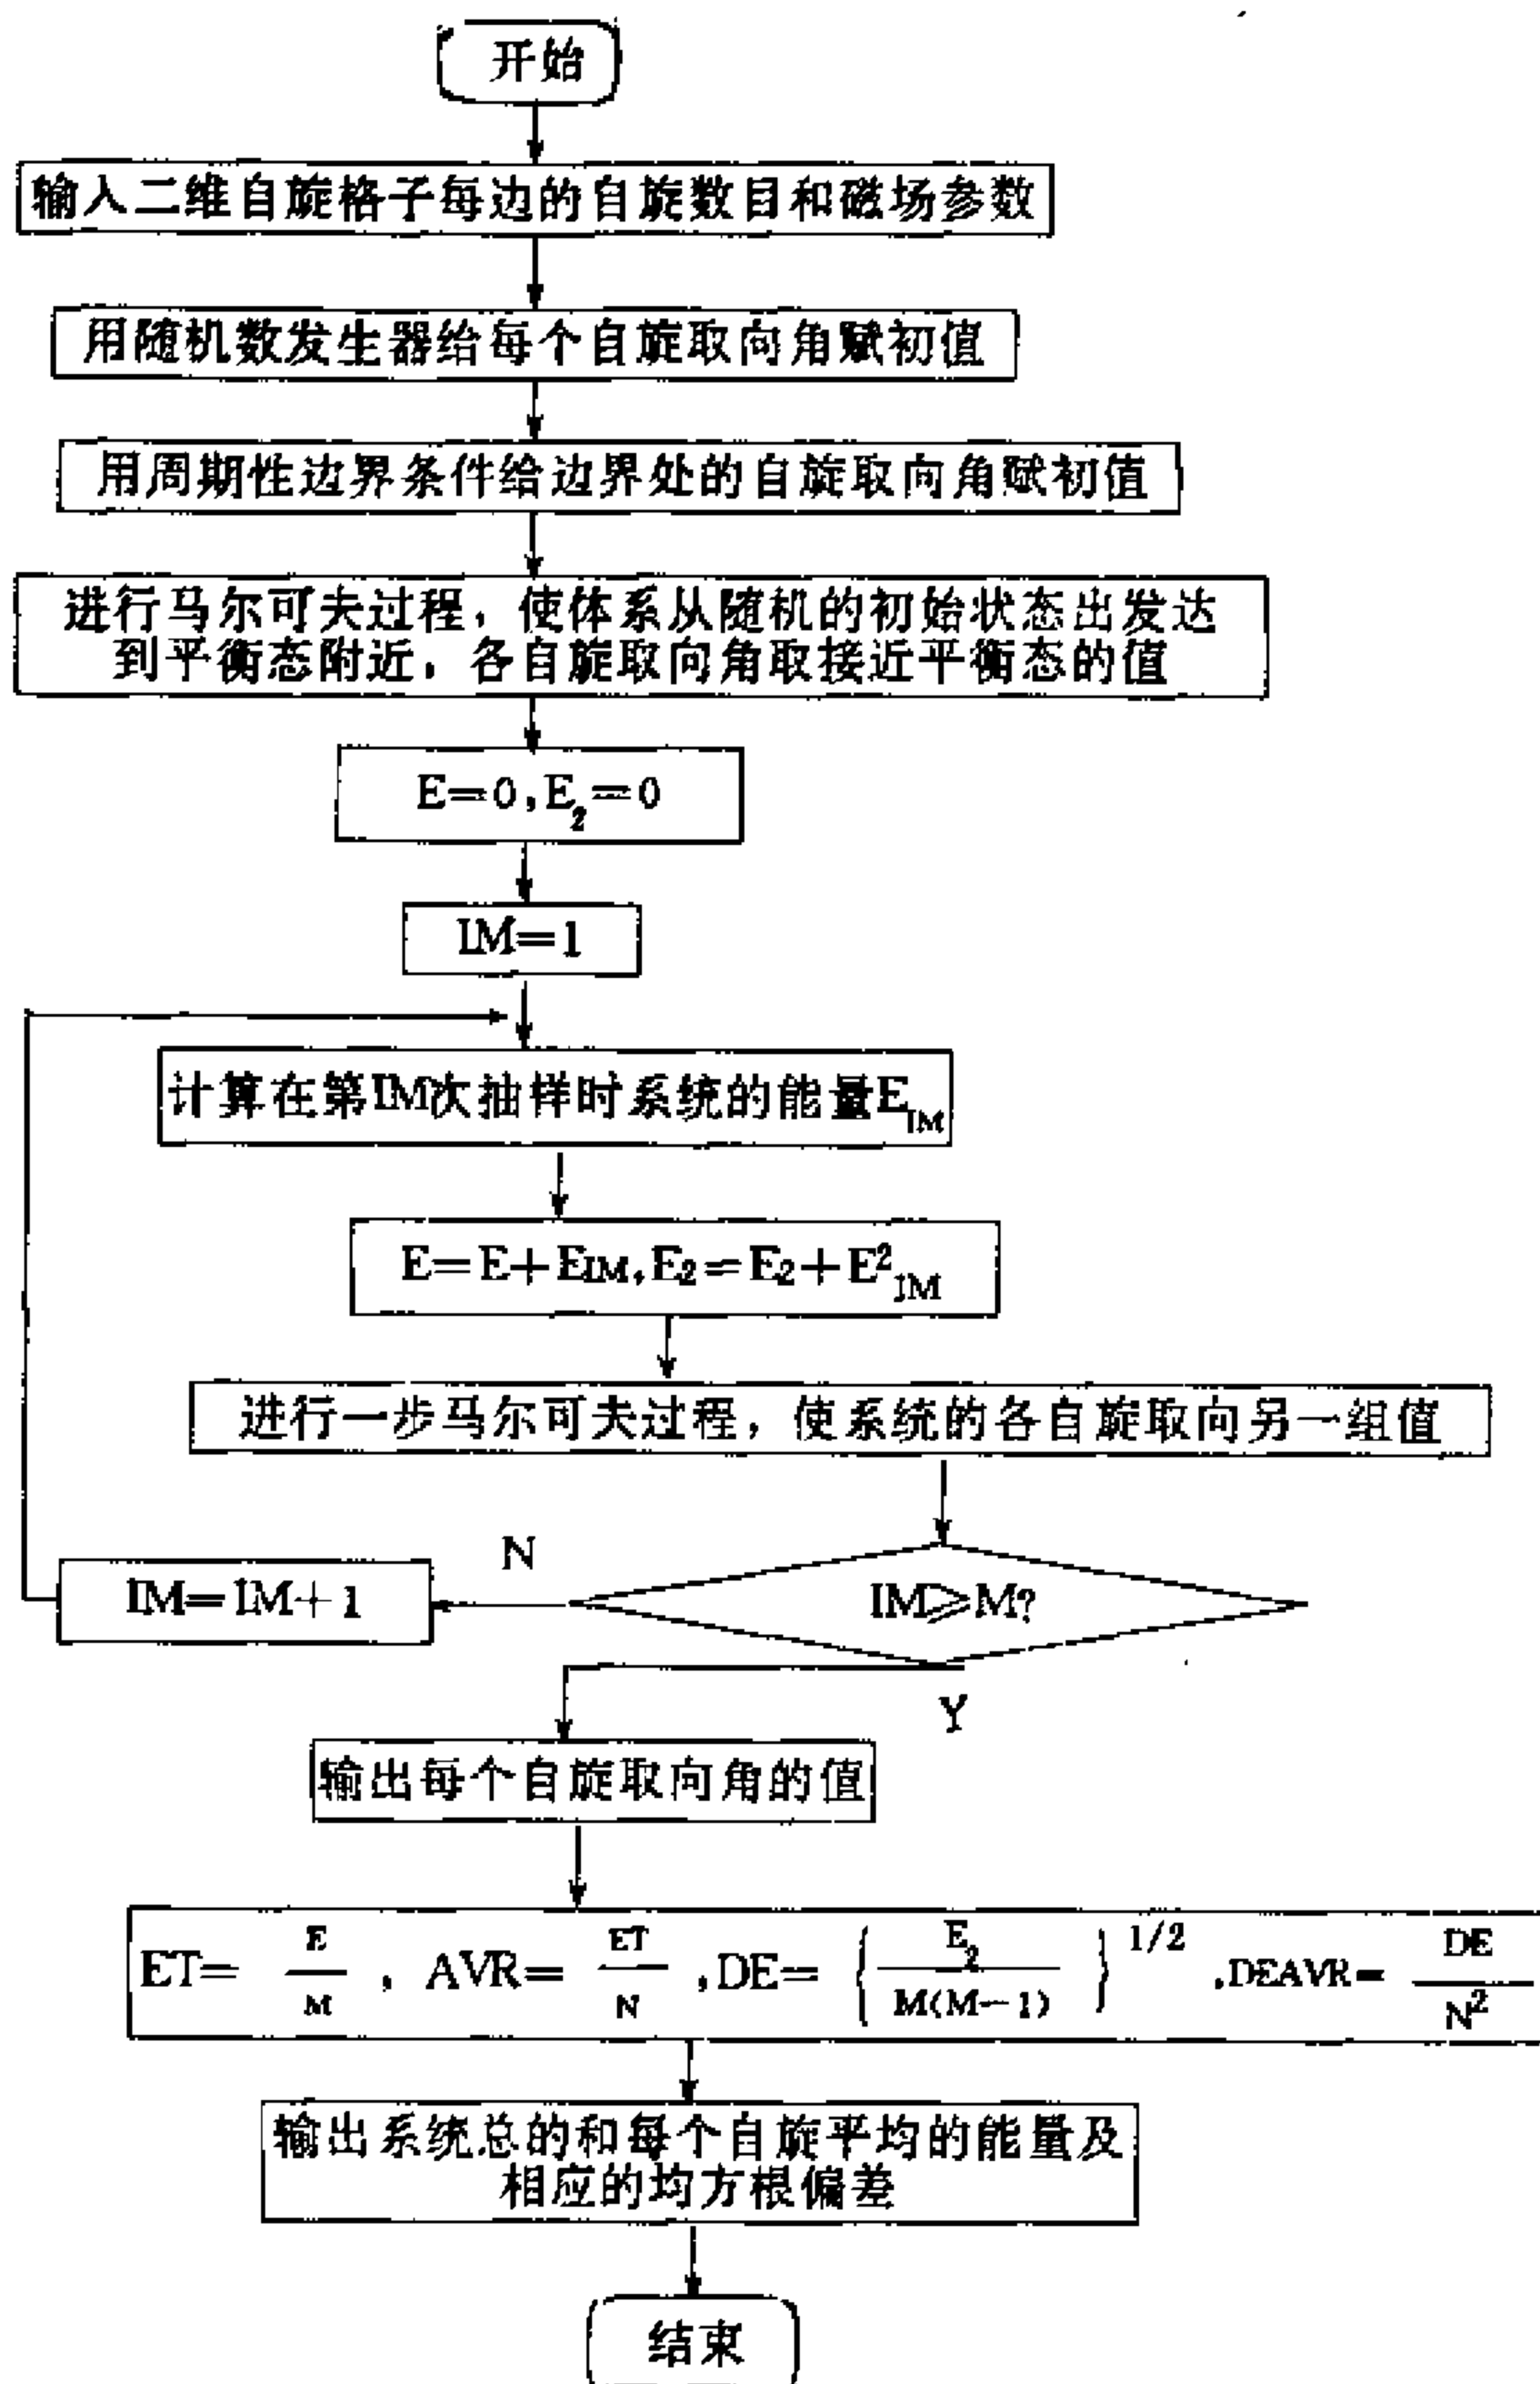 开始
输入二维自旋格子每边的自旋数目和磁场参数
用随机数发生器给每个自旋取向角赋初值
用周期性边界条件给边界处的自旋取向角赋初值
进行马尔可夫过程，使体系从随机的初始状态出发达
到平衡态附近，各自旋取向角取接近平衡态的值
E=0,E₂=0
IM=1
计算在第IM次抽样时系统的能量E_IM
E=E+E_IM,E₂=E₂+E²_IM
进行一步马尔可夫过程，使系统的各自旋取向另一组值
N
IM=IM+1
IM⩾M?
Y
输出每个自旋取向角的值
ET= E/M , AVR= ET/N ,DE= {E₂/M(M-1)}^1/2 ,DEAVR= DE/N²
输出系统总的和每个自旋平均的能量及
相应的均方根偏差
结束